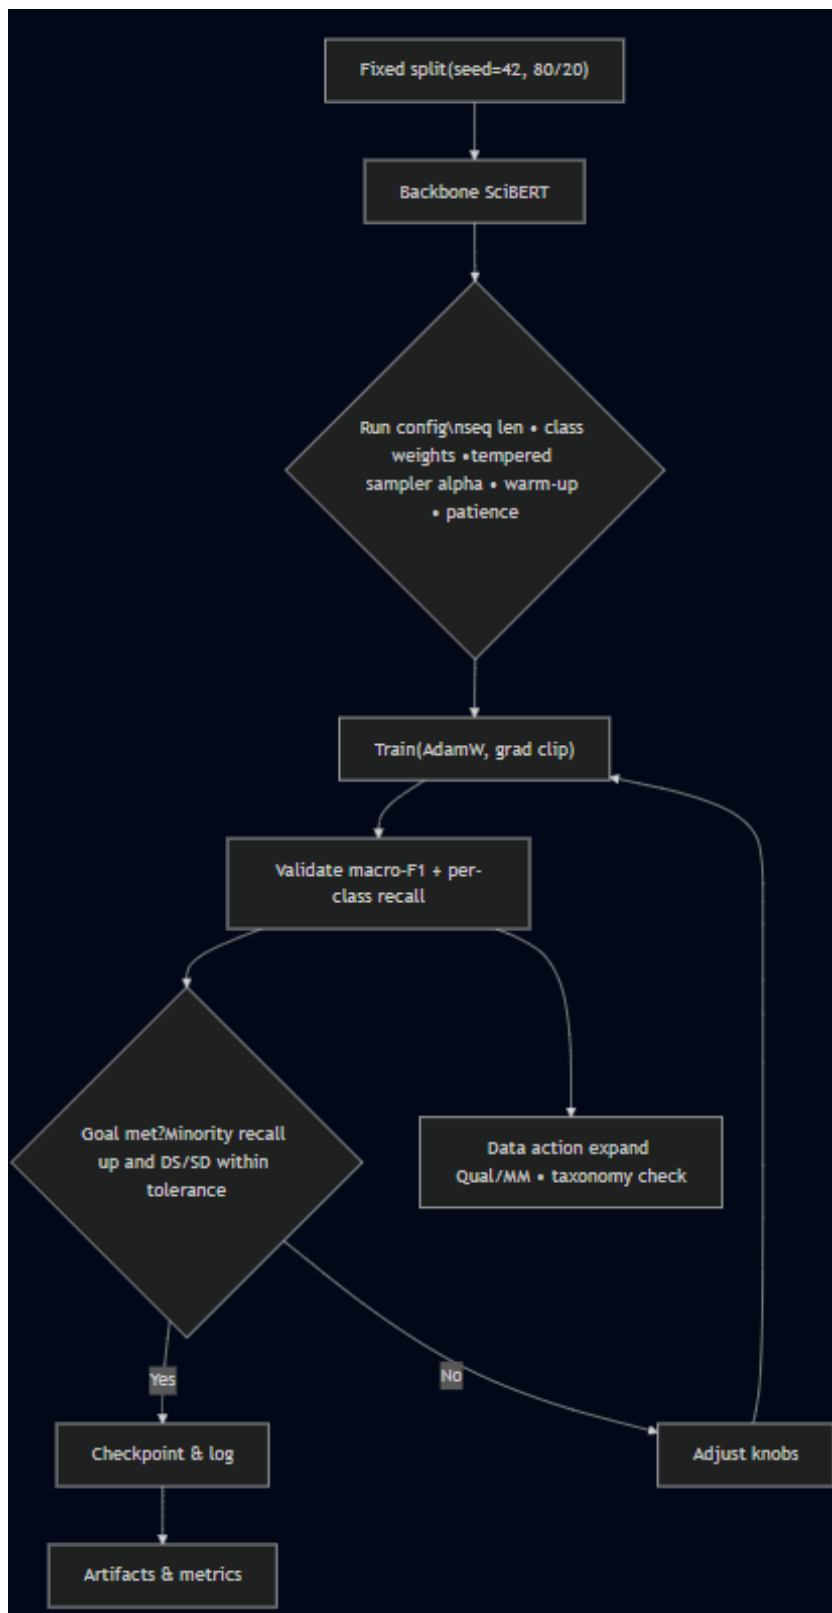 Fixed split(seed=42, 80/20)
Backbone SciBERT
Run config\nseq len • class
weights •tempered
sampler alpha • warm-up
• patience
Train(AdamW, grad clip)
Validate macro-F1 + per-
class recall
Goal met?Minority recall
up and DS/SD within
tolerance
Data action expand
Qual/MM • taxonomy check
Yes
No
Checkpoint & log
Adjust knobs
Artifacts & metrics